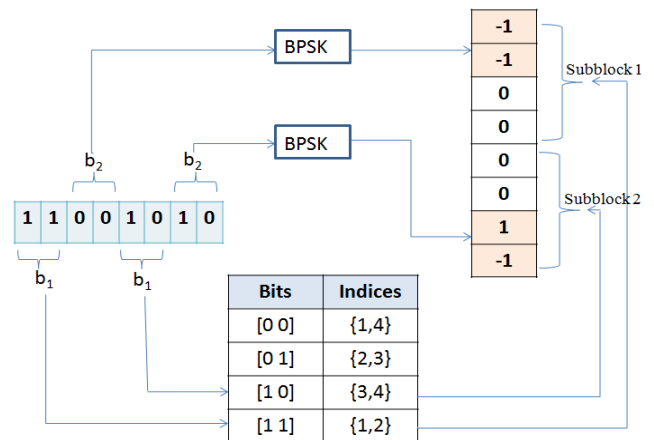 BPSK
-1
-1
0
0
Subblock 1
BPSK
0
0
1
-1
Subblock 2
b2
b2
1 1 0 0 1 0 1 0
b1
b1
Bits Indices
[0 0] {1,4}
[0 1] {2,3}
[1 0] {3,4}
[1 1] {1,2}